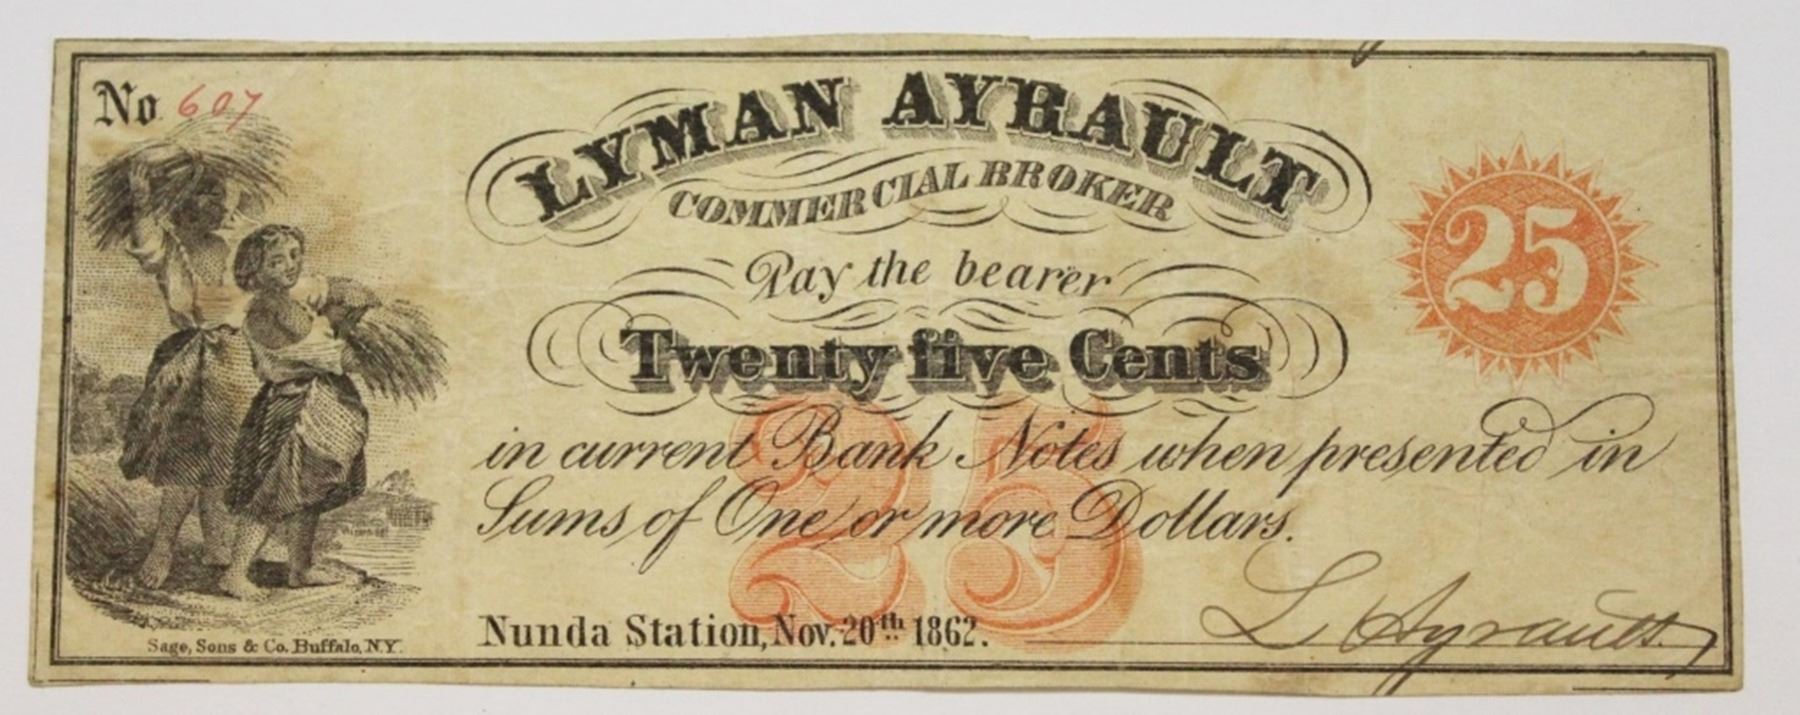 No. 607
LYMAN AYRAULT
COMMERCIAL BROKER
25
Pay the bearer
Twenty five Cents
25
in current Bank Notes when presented in
Sums of One or more Dollars.
Nunda Station, Nov. 20th 1862.
L Ayrault
Sage, Sons & Co. Buffalo, N.Y.